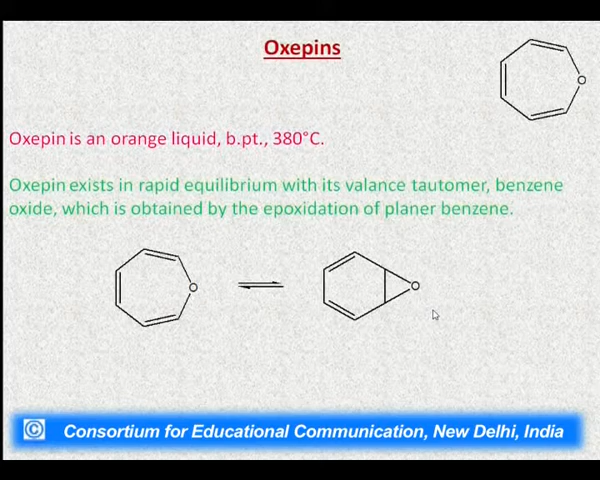 Oxepins
O
Oxepin is an orange liquid, b.pt., 380°C.
Oxepin exists in rapid equilibrium with its valance tautomer, benzene
oxide, which is obtained by the epoxidation of planer benzene.
O
O
© Consortium for Educational Communication, New Delhi, India